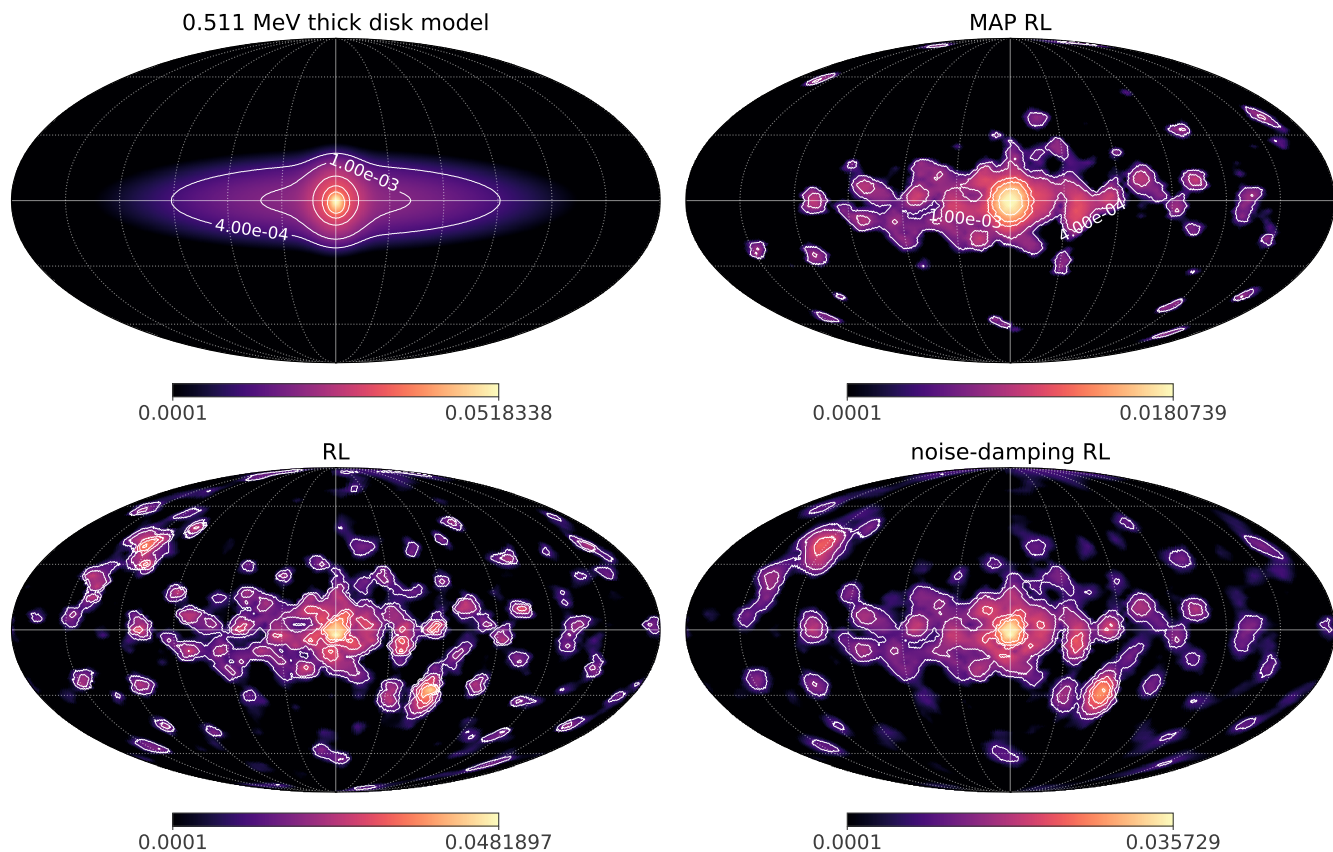 0.511 MeV thick disk model
1.00e-03
4.00e-04
0.0001
0.0518338
MAP RL
1.00e-03
4.00e-04
0.0001
0.0180739
RL
0.0001
0.0481897
noise-damping RL
0.0001
0.035729